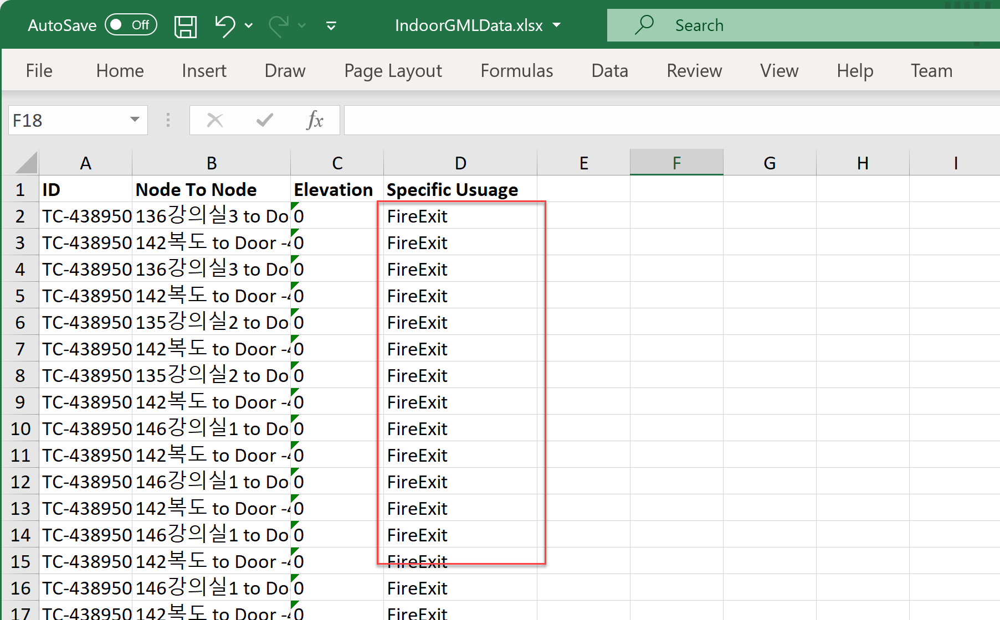 AutoSave Off IndoorGMLData.xlsx Search
File Home Insert Draw Page Layout Formulas Data Review View Help Team
F18 fx
A B C D E F G H I
1 ID Node To Node Elevation Specific Usuage
2 TC-438950 136강의실3 to Do 0 FireExit
3 TC-438950 142복도 to Door -4 0 FireExit
4 TC-438950 136강의실3 to Do 0 FireExit
5 TC-438950 142복도 to Door -4 0 FireExit
6 TC-438950 135강의실2 to Do 0 FireExit
7 TC-438950 142복도 to Door -4 0 FireExit
8 TC-438950 135강의실2 to Do 0 FireExit
9 TC-438950 142복도 to Door -4 0 FireExit
10 TC-438950 146강의실1 to Do 0 FireExit
11 TC-438950 142복도 to Door -4 0 FireExit
12 TC-438950 146강의실1 to Do 0 FireExit
13 TC-438950 142복도 to Door -4 0 FireExit
14 TC-438950 146강의실1 to Do 0 FireExit
15 TC-438950 142복도 to Door -4 0 FireExit
16 TC-438950 146강의실1 to Do 0 FireExit
17 TC-438950 142복도 to Door -4 0 FireExit